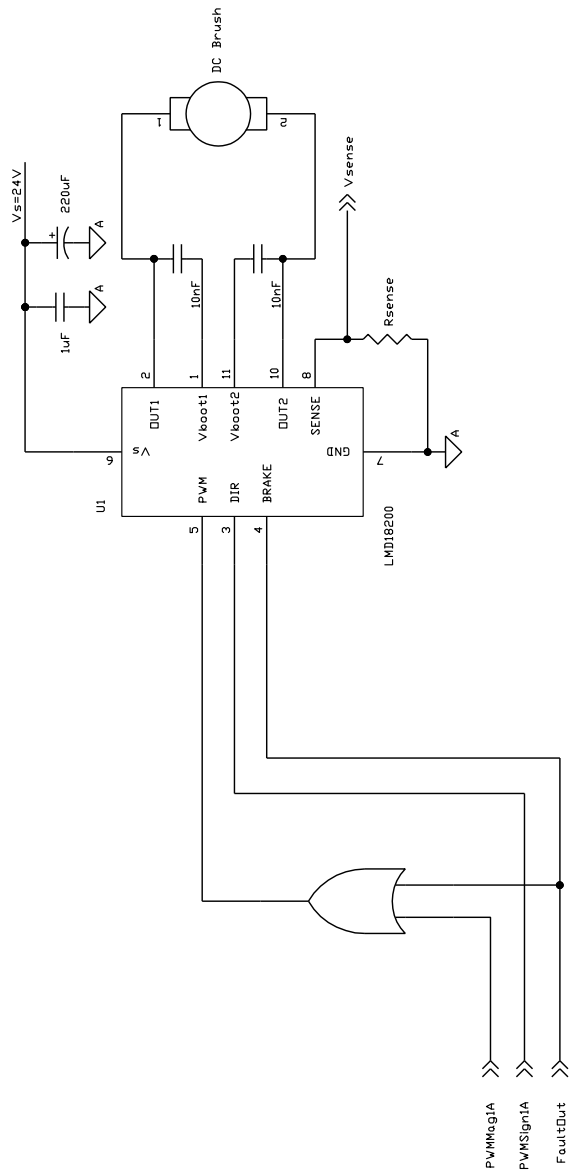 DC Brush
1
2
Vs=24V
+
220uF
A
1uF
A
10nF
10nF
Vsense
Rsense
2
1
11
10
8
OUT1
Vboot1
Vboot2
OUT2
SENSE
6
Vs
GND
7
A
U1
PWM
DIR
BRAKE
5
3
4
LMD18200
PWMMag1A
PWMSign1A
FaultOut